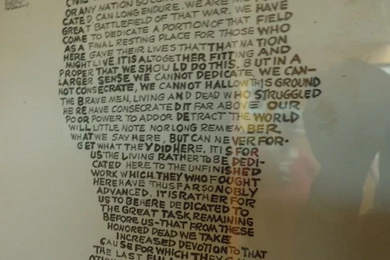 CIVIL
OR ANY NATION SO
CATED CAN LONG ENDURE. WE ARE
GREAT BATTLEFIELD OF THAT WAR. WE HAVE
COME TO DEDICATE A PORTION OF THAT FIELD
AS A FINAL RESTING PLACE FOR THOSE WHO
HERE GAVE THEIR LIVES THAT THAT NATION
MIGHT LIVE IT IS ALTOGETHER FITTING AND
PROPER THAT WE SHOULD DO THIS. BUT IN A
LARGER SENSE WE CANNOT DEDICATE, WE CAN-
NOT CONSECRATE, WE CANNOT HALLOW THIS GROUND
THE BRAVE MEN, LIVING AND DEAD WHO STRUGGLED
HERE HAVE CONSECRATED IT FAR ABOVE OUR
POOR POWER TO ADD OR DETRACT THE WORLD
WILL LITTLE NOTE NOR LONG REMEMBER
WHAT WE SAY HERE, BUT CAN NEVER FOR-
GET WHAT THEY DID HERE. IT IS FOR
US THE LIVING RATHER TO BE DEDI-
CATED HERE TO THE UNFINISHED
WORK WHICH THEY WHO FOUGHT
HERE HAVE THUS FAR SO NOBLY
ADVANCED. IT IS RATHER FOR
US TO BE HERE DEDICATED TO
THE GREAT TASK REMAINING
BEFORE US-THAT FROM THESE
HONORED DEAD WE TAKE
INCREASED DEVOTION TO THAT
CAUSE FOR WHICH THEY
THE LAST FULL